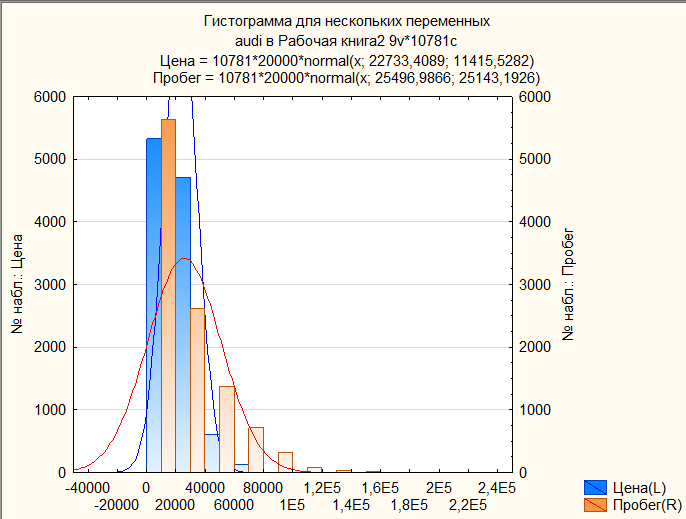 Гистограмма для нескольких переменных
audi в Рабочая книга2 9v*10781c
Цена = 10781*20000*normal(x; 22733,4089; 11415,5282)
Пробег = 10781*20000*normal(x; 25496,9866; 25143,1926)
6000 6000
5000 5000
4000 4000
3000 3000
2000 2000
1000 1000
0 0
№ набл.: Цена
№ набл.: Пробег
-40000 0 40000 80000 1,2E5 1,6E5 2E5 2,4E5
-20000 20000 60000 1E5 1,4E5 1,8E5 2,2E5
Цена(L)
Пробег(R)